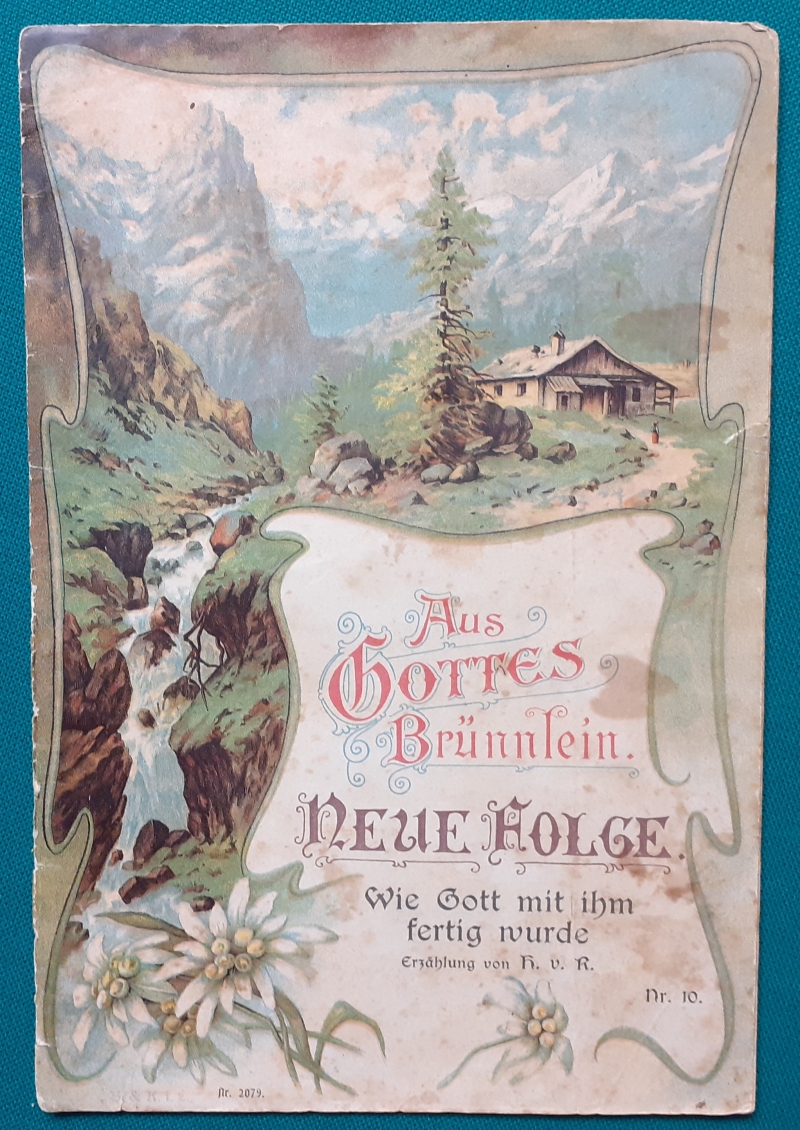 Aus
Gottes
Brünnlein.
Neue Folge.
Wie Gott mit ihm
fertig wurde
Erzählung von H. v. R.
Nr. 10.
Nr. 2079.